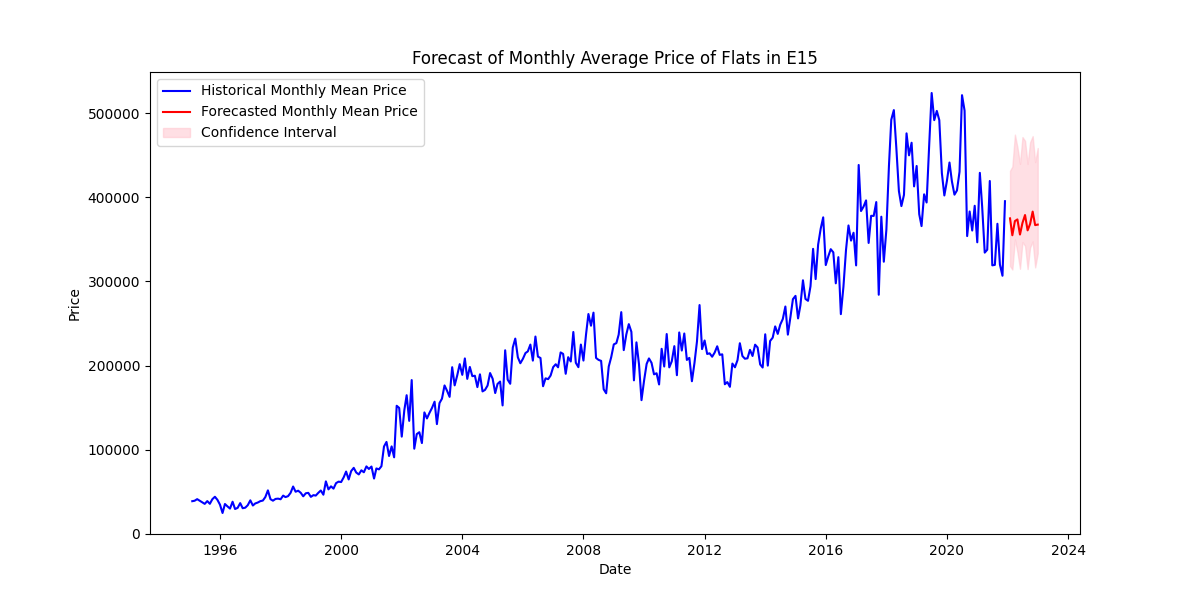 Forecast of Monthly Average Price of Flats in E15
Historical Monthly Mean Price
Forecasted Monthly Mean Price
Confidence Interval
500000
400000
300000
200000
100000
0
Price
1996 2000 2004 2008 2012 2016 2020 2024
Date